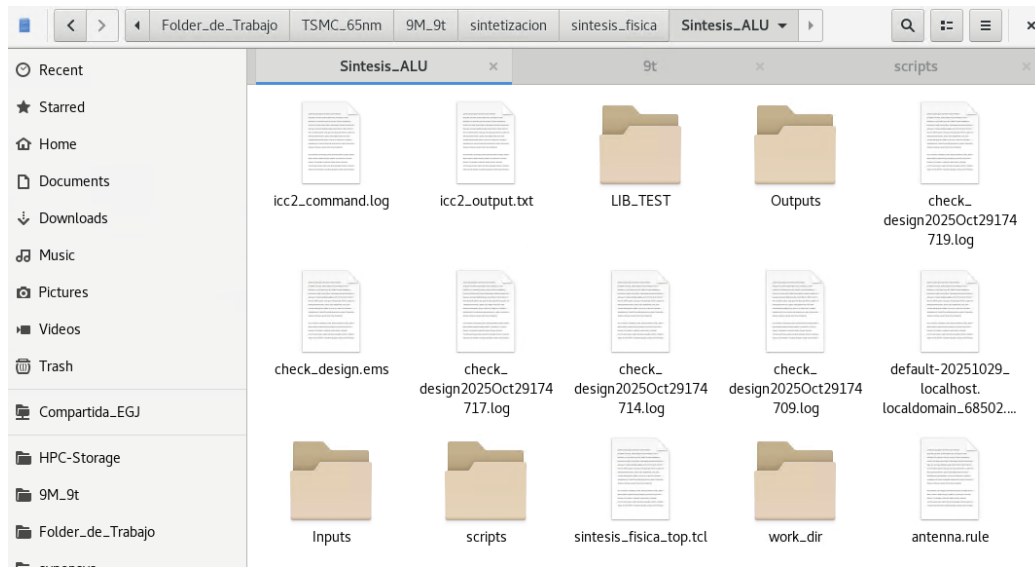 Folder_de_Trabajo TSMC_65nm 9M_9t sintetizacion sintesis_fisica Sintesis_ALU
Recent
Starred
Home
Documents
Downloads
Music
Pictures
Videos
Trash
Compartida_EGJ
HPC-Storage
9M_9t
Folder_de_Trabajo
Sintesis_ALU 9t scripts
icc2_command.log
icc2_output.txt
LIB_TEST
Outputs
check_
design2025Oct29174
719.log
check_design.ems
check_
design2025Oct29174
717.log
check_
design2025Oct29174
714.log
check_
design2025Oct29174
709.log
default-20251029_
localhost.
localdomain_68502....
Inputs
scripts
sintesis_fisica_top.tcl
work_dir
antenna.rule